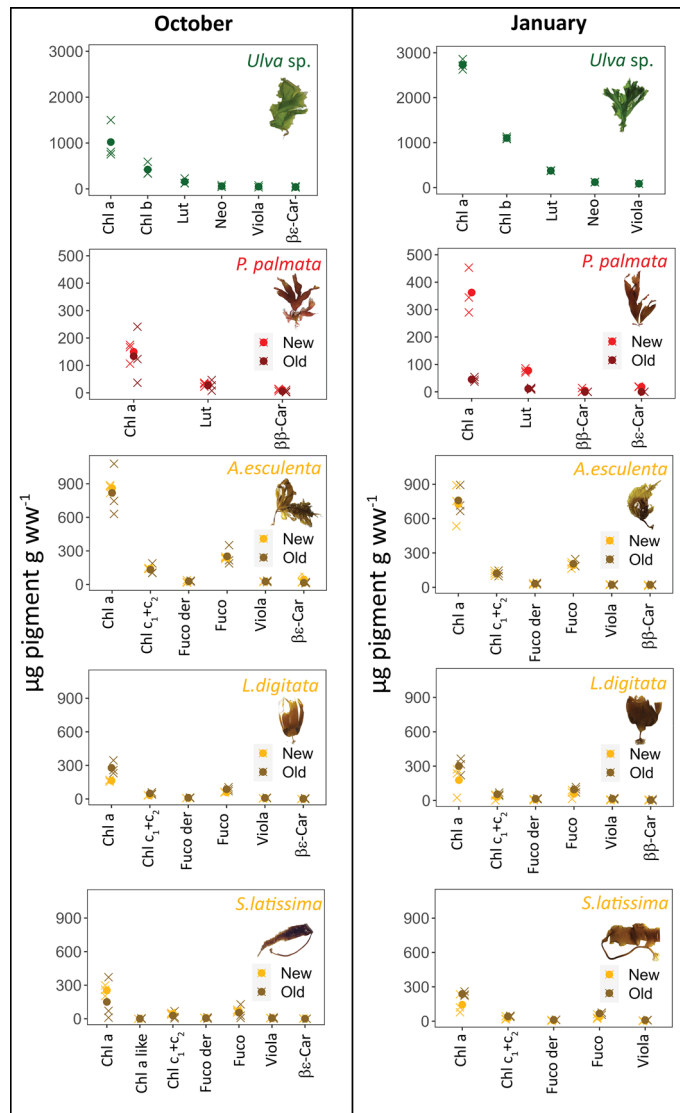 October
Ulva sp.
3000
2000
1000
0
Chl a
Chl b
Lut
Neo
Viola
βε-Car
P. palmata
500
400
300
200
100
0
New
Old
Chl a
Lut
ββ-Car
A.esculenta
900
600
300
0
New
Old
Chl a
Chl c₁+c₂
Fuco der
Fuco
Viola
βε-Car
µg pigment g ww⁻¹
L.digitata
900
600
300
0
New
Old
Chl a
Chl c₁+c₂
Fuco der
Fuco
Viola
βε-Car
S.latissima
900
600
300
0
New
Old
Chl a
Chl a like
Chl c₁+c₂
Fuco der
Fuco
Viola
βε-Car
January
Ulva sp.
3000
2000
1000
0
Chl a
Chl b
Lut
Neo
Viola
P. palmata
500
400
300
200
100
0
New
Old
Chl a
Lut
ββ-Car
βε-Car
A.esculenta
900
600
300
0
New
Old
Chl a
Chl c₁+c₂
Fuco der
Fuco
Viola
ββ-Car
µg pigment g ww⁻¹
L.digitata
900
600
300
0
New
Old
Chl a
Chl c₁+c₂
Fuco der
Fuco
Viola
ββ-Car
S.latissima
900
600
300
0
New
Old
Chl a
Chl c₁+c₂
Fuco der
Fuco
Viola